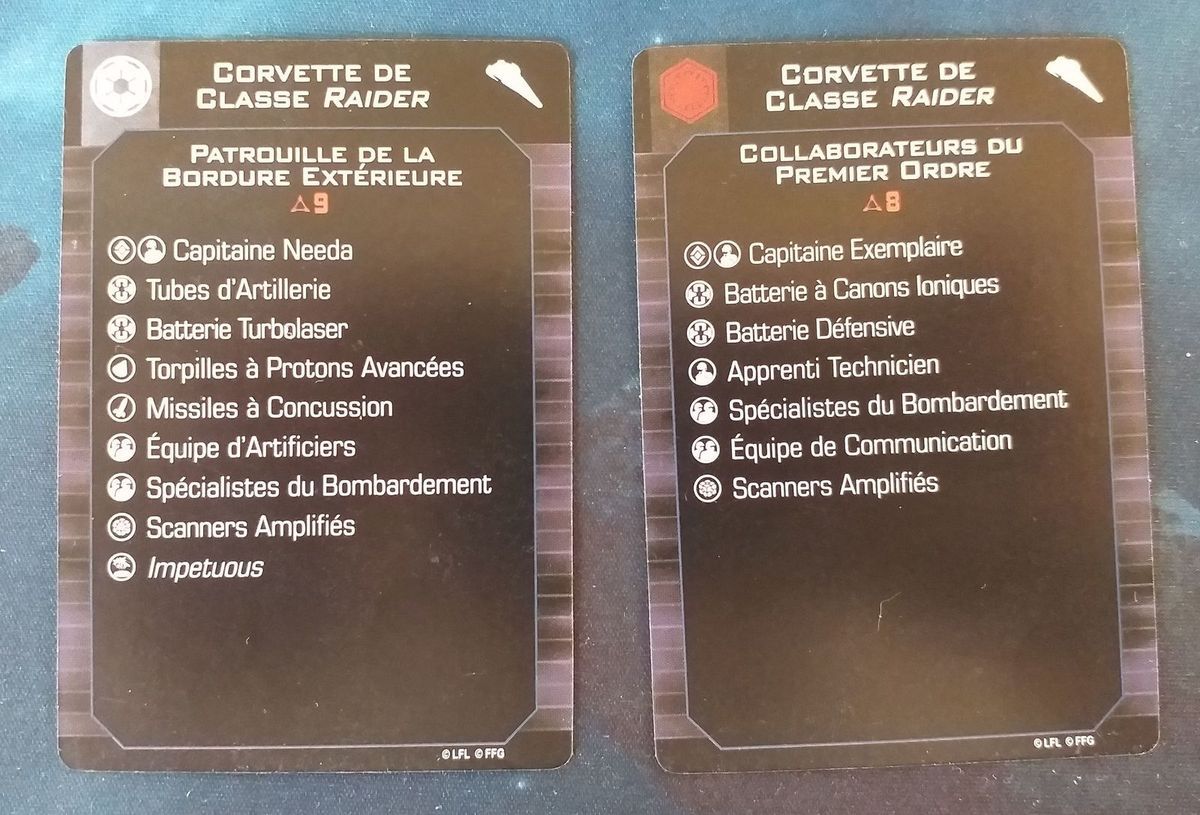 Corvette de
Classe Raider
Patrouille de la
Bordure Extérieure
9
Capitaine Needa
Tubes d'Artillerie
Batterie Turbolaser
Torpilles à Protons Avancées
Missiles à Concussion
Équipe d'Artificiers
Spécialistes du Bombardement
Scanners Amplifiés
Impetuous
© LFL © FFG
Corvette de
Classe Raider
Collaborateurs du
Premier Ordre
8
Capitaine Exemplaire
Batterie à Canons Ioniques
Batterie Défensive
Apprenti Technicien
Spécialistes du Bombardement
Équipe de Communication
Scanners Amplifiés
© LFL © FFG